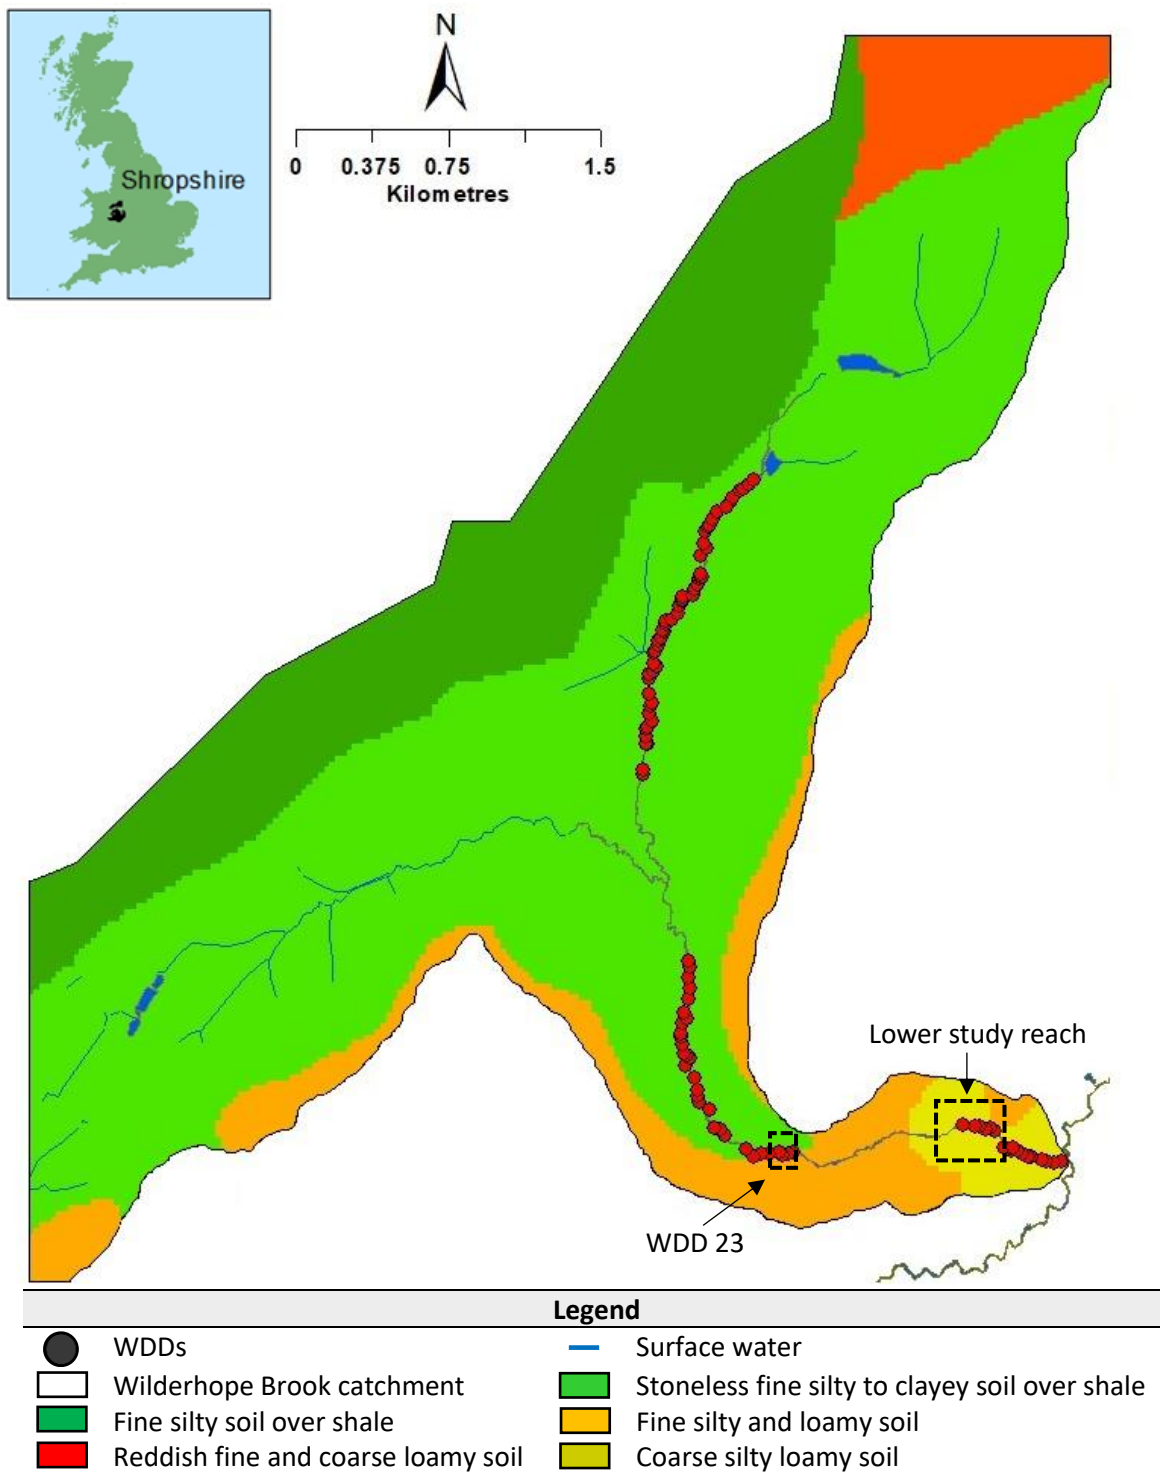 N
Shropshire
0 0.375 0.75 1.5
Kilometres
Lower study reach
WDD 23
Legend
WDDs
Surface water
Wilderhope Brook catchment
Stoneless fine silty to clayey soil over shale
Fine silty soil over shale
Fine silty and loamy soil
Reddish fine and coarse loamy soil
Coarse silty loamy soil